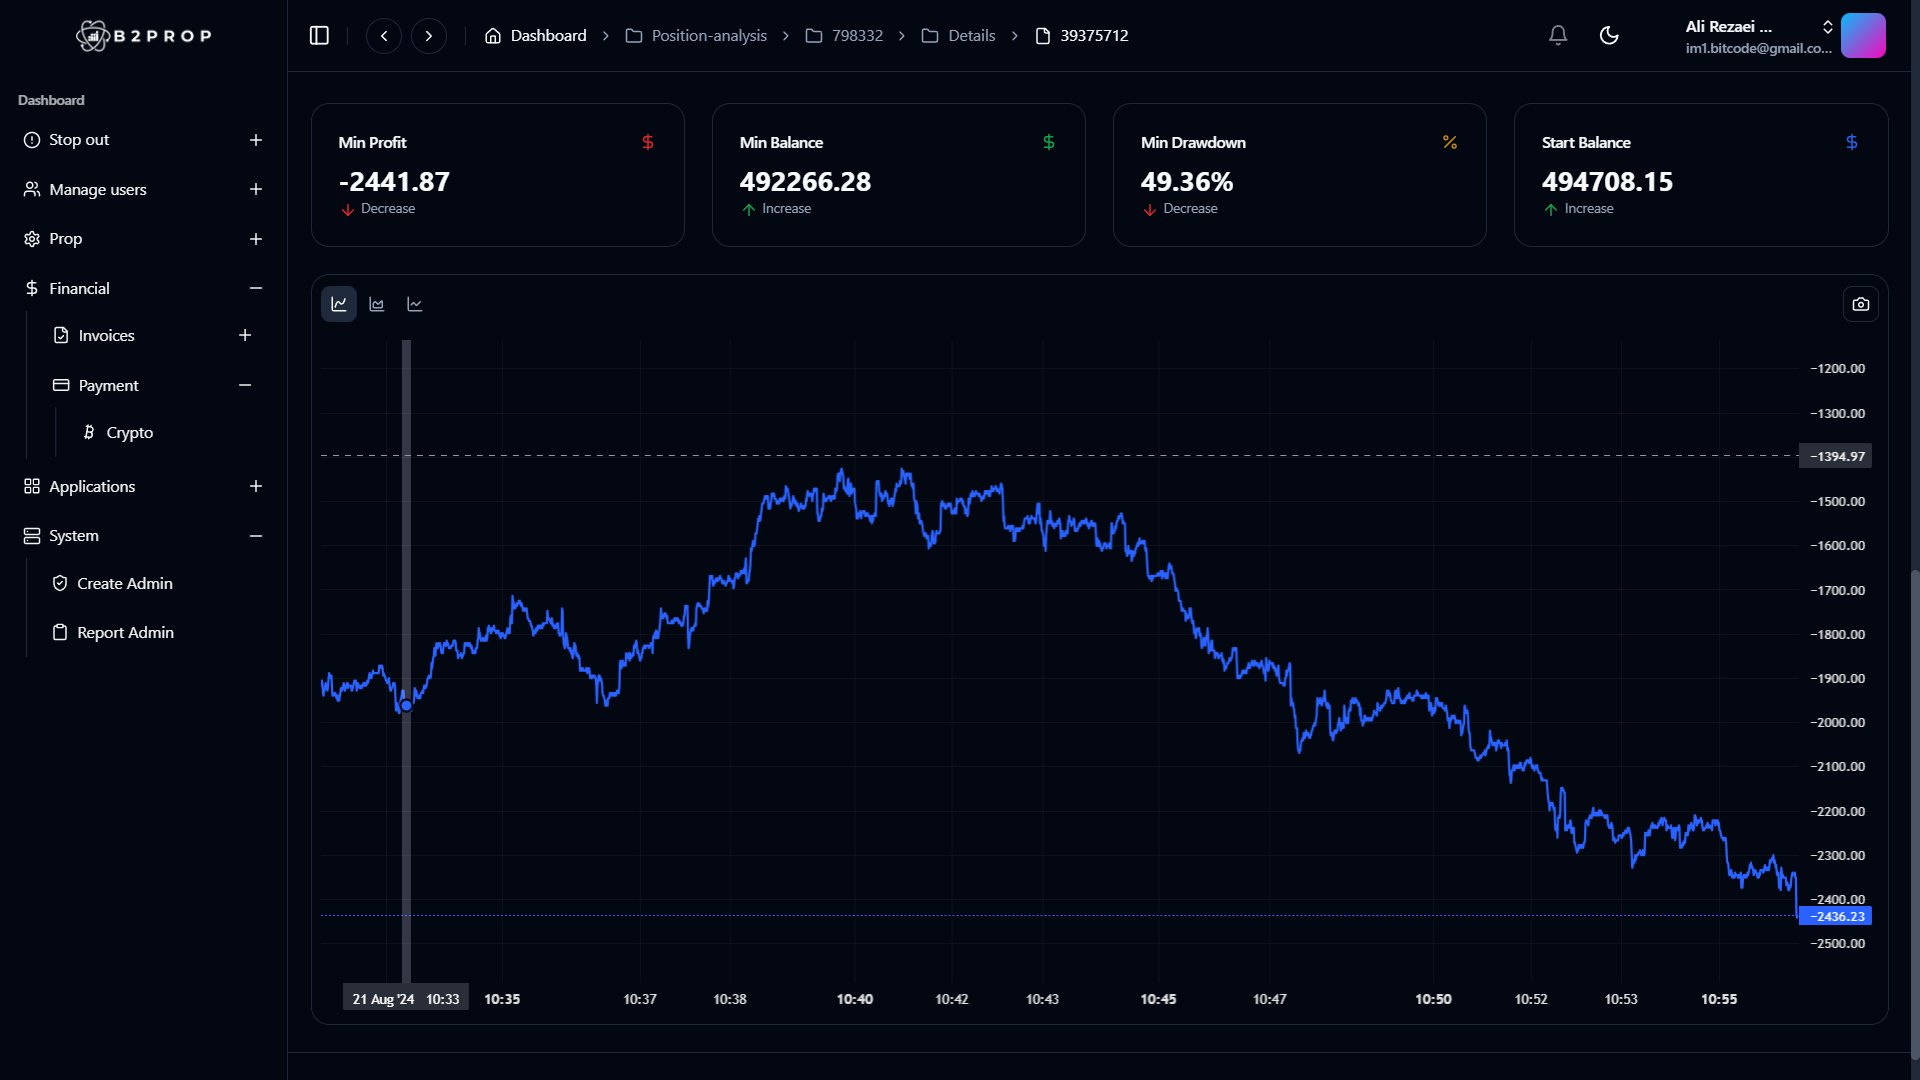 B2PROP
Dashboard
Stop out
Manage users
Prop
Financial
Invoices
Payment
Crypto
Applications
System
Create Admin
Report Admin
Dashboard > Position-analysis > 798332 > Details > 39375712
Ali Rezaei ...
im1.bitcode@gmail.co...
Min Profit $
-2441.87
Decrease
Min Balance $
492266.28
Increase
Min Drawdown %
49.36%
Decrease
Start Balance $
494708.15
Increase
−1200.00
−1300.00
−1394.97
−1500.00
−1600.00
−1700.00
−1800.00
−1900.00
−2000.00
−2100.00
−2200.00
−2300.00
−2400.00
−2436.23
−2500.00
21 Aug '24 10:33 10:35 10:37 10:38 10:40 10:42 10:43 10:45 10:47 10:50 10:52 10:53 10:55